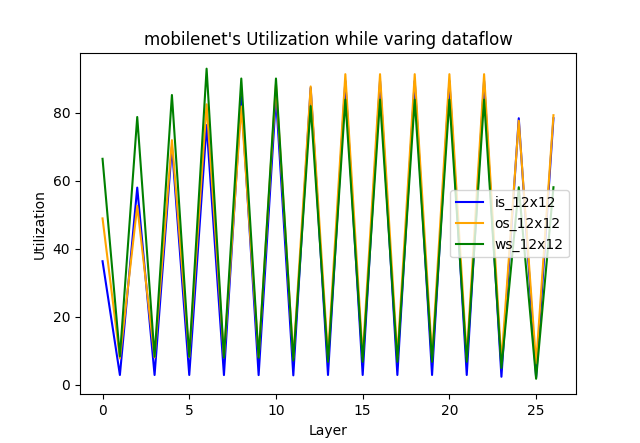 mobilenet's Utilization while varing dataflow
80
60
40
20
0
Utilization
is_12x12
os_12x12
ws_12x12
0 5 10 15 20 25
Layer